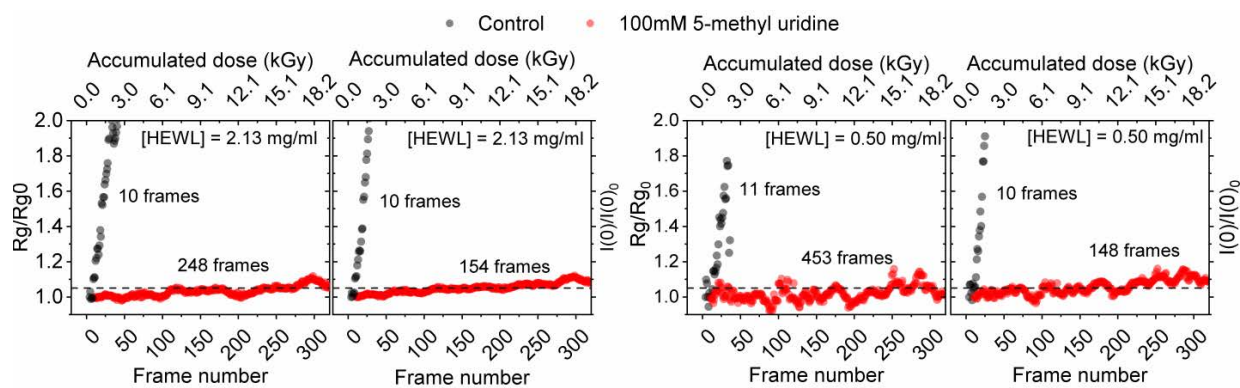 Control 100mM 5-methyl uridine
Accumulated dose (kGy) Accumulated dose (kGy) Accumulated dose (kGy) Accumulated dose (kGy)
0.0 3.0 6.1 9.1 12.1 15.1 18.2 0.0 3.0 6.1 9.1 12.1 15.1 18.2 0.0 3.0 6.1 9.1 12.1 15.1 18.2 0.0 3.0 6.1 9.1 12.1 15.1 18.2
Rg/Rg0
2.0
1.8
1.6
1.4
1.2
1.0
[HEWL] = 2.13 mg/ml
10 frames
248 frames
[HEWL] = 2.13 mg/ml
10 frames
154 frames
I(0)/I(0)0
Rg/Rg0
2.0
1.8
1.6
1.4
1.2
1.0
[HEWL] = 0.50 mg/ml
11 frames
453 frames
[HEWL] = 0.50 mg/ml
10 frames
148 frames
I(0)/I(0)0
0 50 100 150 200 250 300 0 50 100 150 200 250 300 0 50 100 150 200 250 300 0 50 100 150 200 250 300
Frame number Frame number Frame number Frame number